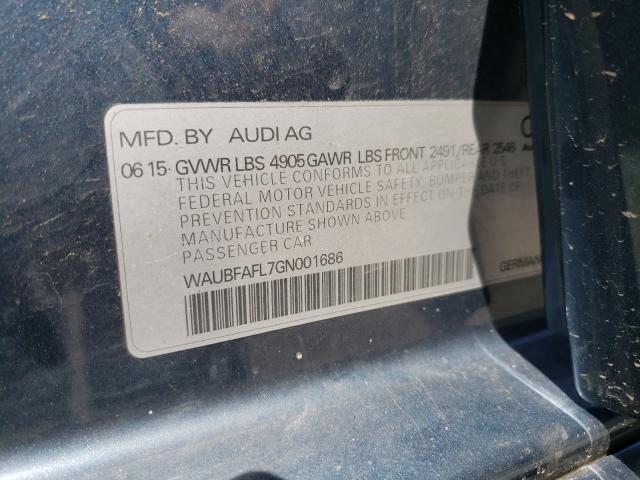 MFD. BY AUDI AG
06 15 GVWR LBS 4905 GAWR LBS FRONT 2491/REAR 2546
THIS VEHICLE CONFORMS TO ALL APPLICABLE U.S.
FEDERAL MOTOR VEHICLE SAFETY, BUMPER AND THEFT
PREVENTION STANDARDS IN EFFECT ON THE DATE OF
MANUFACTURE SHOWN ABOVE.
PASSENGER CAR
WAUBFAFL7GN001686
GERMANY